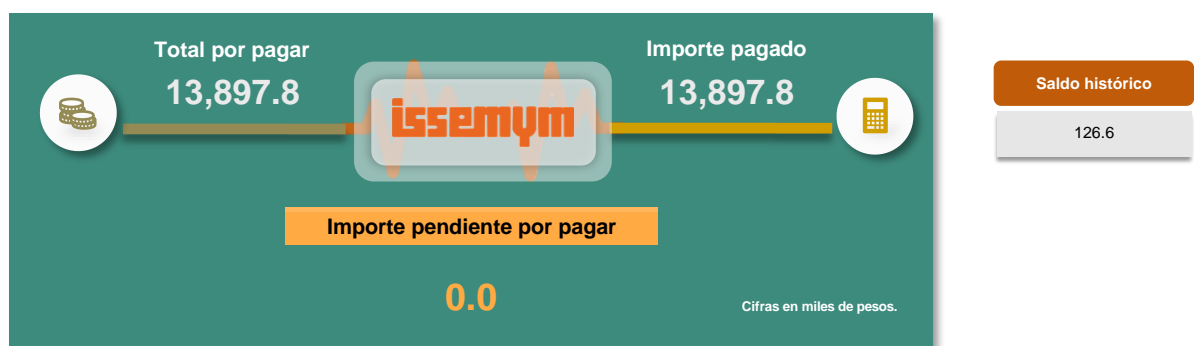 Total por pagar
13,897.8
issemym
Importe pagado
13,897.8
Importe pendiente por pagar
0.0
Cifras en miles de pesos.
Saldo histórico
126.6